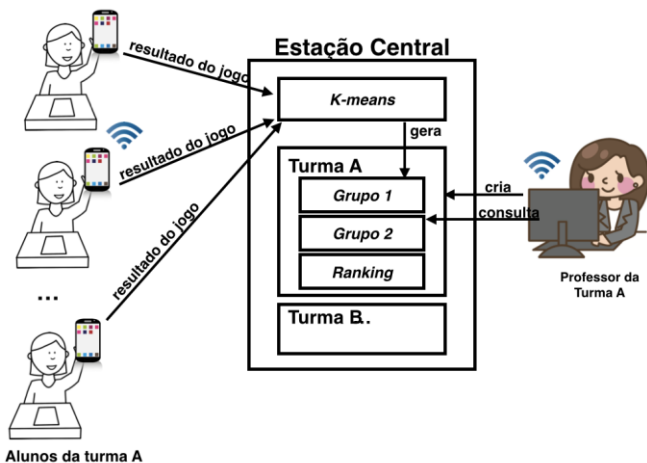 Estação Central
resultado do jogo
K-means
resultado do jogo
gera
resultado do jogo
Turma A
Grupo 1
cria
consulta
Grupo 2
Ranking
Professor da
Turma A
...
Turma B..
Alunos da turma A